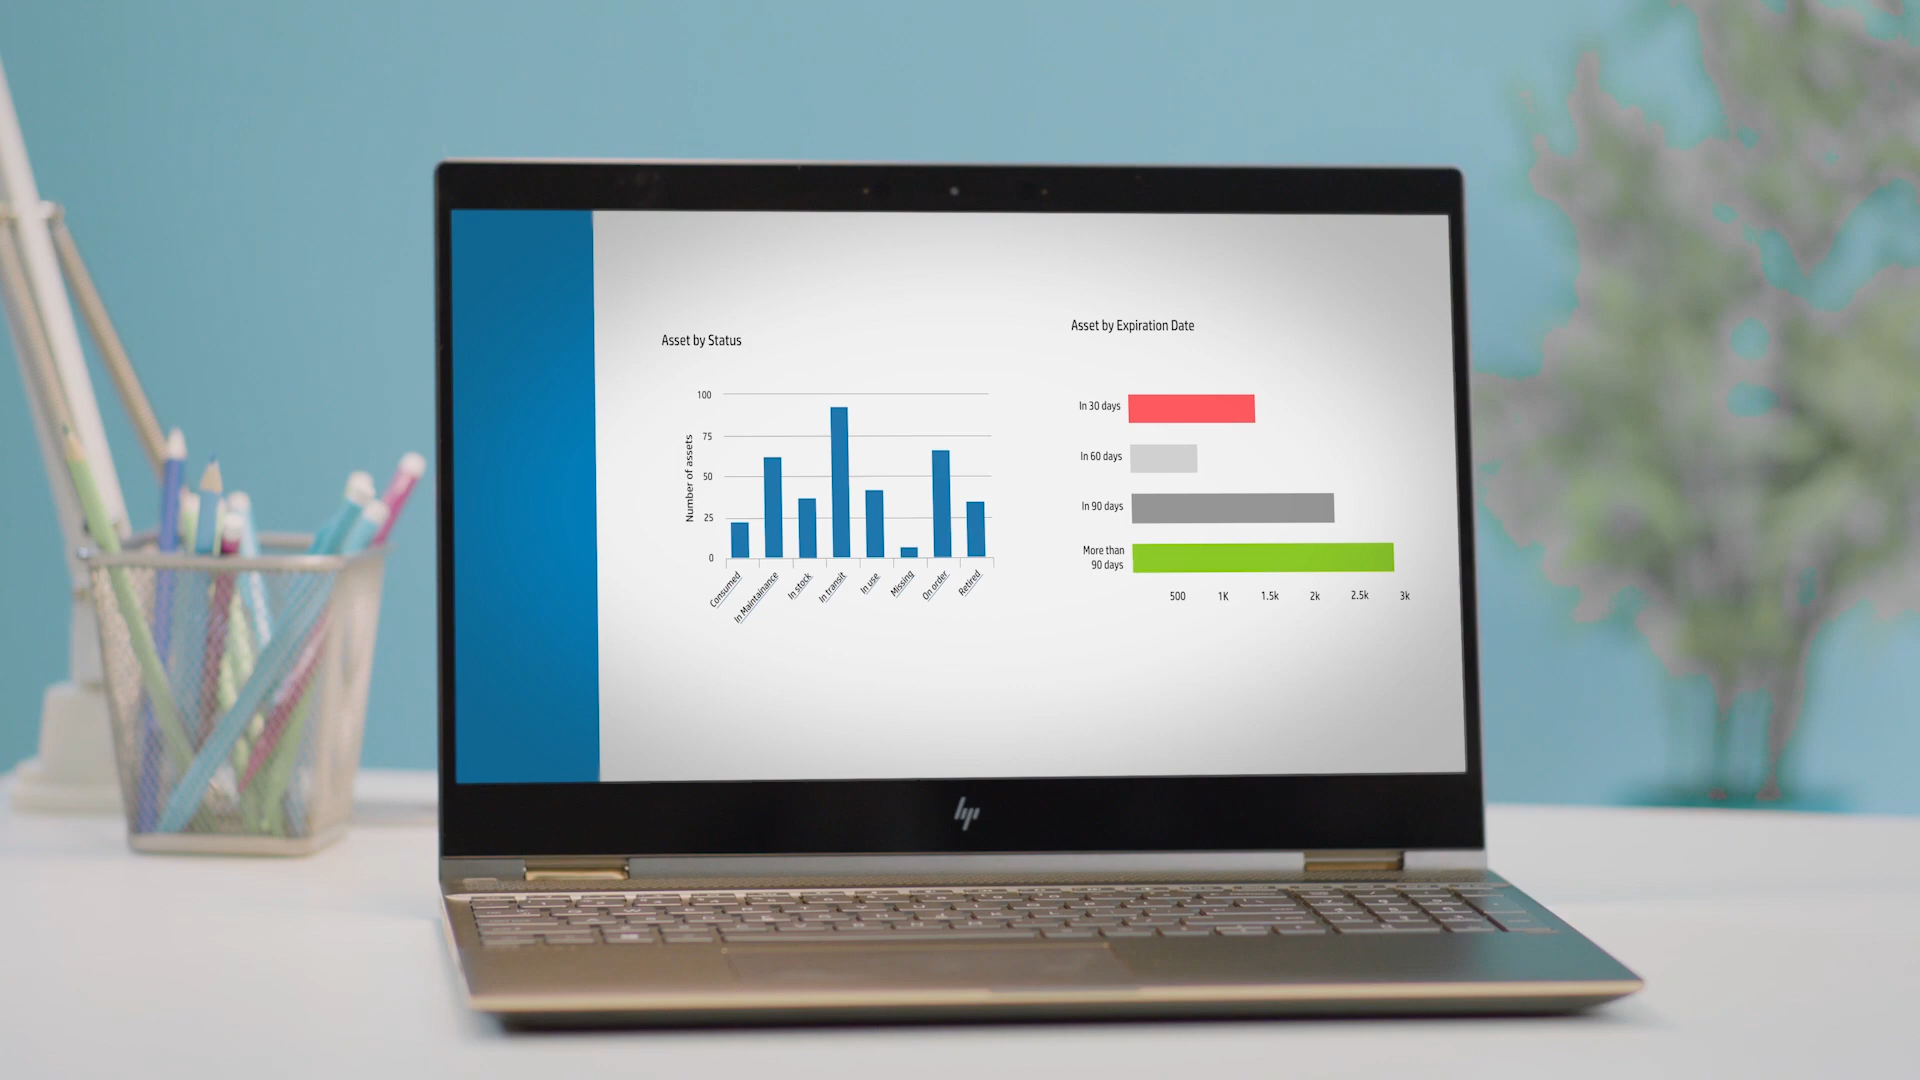 Asset by Status
Number of assets
100
75
50
25
0
Consumed
In Maintainance
In stock
In transit
In use
Missing
On order
Retired
Asset by Expiration Date
In 30 days
In 60 days
In 90 days
More than
90 days
500 1K 1.5k 2k 2.5k 3k
hp